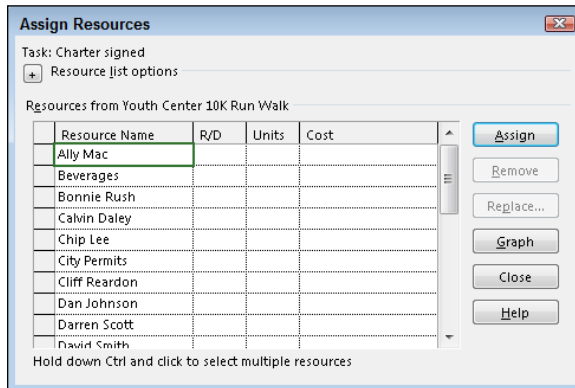 Assign Resources
Task: Charter signed
+ Resource list options
Resources from Youth Center 10K Run Walk
Resource Name R/D Units Cost
Ally Mac
Beverages
Bonnie Rush
Calvin Daley
Chip Lee
City Permits
Cliff Reardon
Dan Johnson
Darren Scott
David Smith
Assign
Remove
Replace...
Graph
Close
Help
Hold down Ctrl and click to select multiple resources